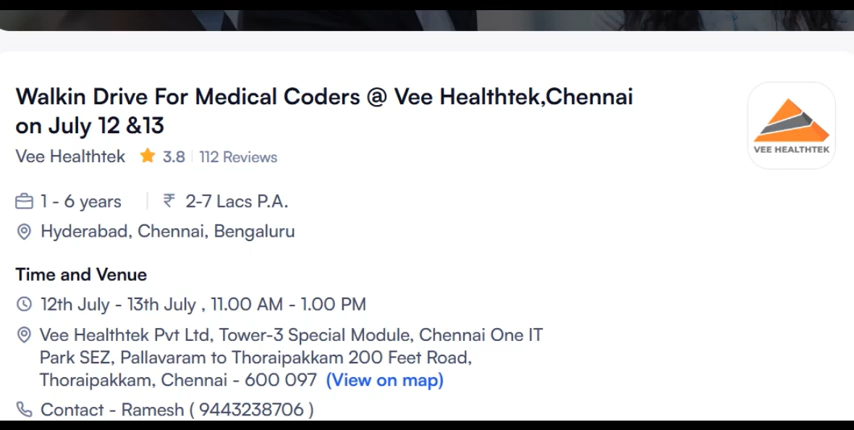 Walkin Drive For Medical Coders @ Vee Healthtek,Chennai
on July 12 &13
Vee Healthtek 3.8 112 Reviews
VEE HEALTHTEK
1 - 6 years ₹ 2-7 Lacs P.A.
Hyderabad, Chennai, Bengaluru
Time and Venue
12th July - 13th July , 11.00 AM - 1.00 PM
Vee Healthtek Pvt Ltd, Tower-3 Special Module, Chennai One IT
Park SEZ, Pallavaram to Thoraipakkam 200 Feet Road,
Thoraipakkam, Chennai - 600 097 (View on map)
Contact - Ramesh ( 9443238706 )